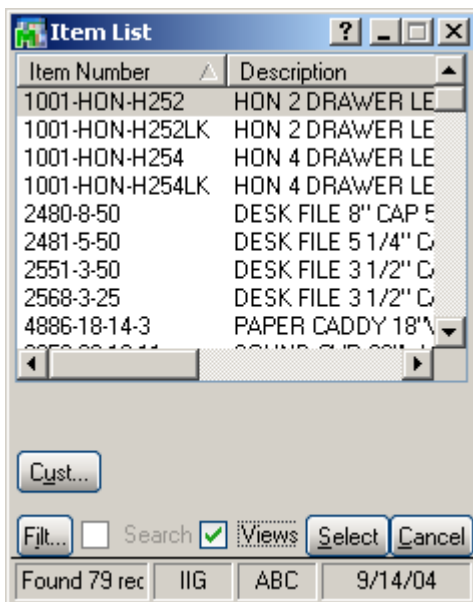 Item List
Item Number Description
1001-HON-H252 HON 2 DRAWER LE
1001-HON-H252LK HON 2 DRAWER LE
1001-HON-H254 HON 4 DRAWER LE
1001-HON-H254LK HON 4 DRAWER LE
2480-8-50 DESK FILE 8" CAP 5
2481-5-50 DESK FILE 5 1/4" C
2551-3-50 DESK FILE 3 1/2" C
2568-3-25 DESK FILE 3 1/2" C
4886-18-14-3 PAPER CADDY 18"
Cust...
Filt... Search Views Select Cancel
Found 79 rec IIG ABC 9/14/04